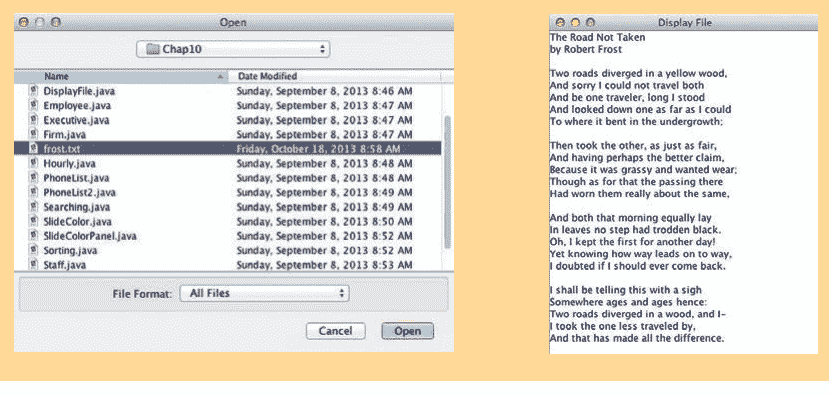 Open
Chap10
Name Date Modified
DisplayFile.java Sunday, September 8, 2013 8:46 AM
Employee.java Sunday, September 8, 2013 8:47 AM
Executive.java Sunday, September 8, 2013 8:47 AM
Firm.java Sunday, September 8, 2013 8:47 AM
frost.txt Friday, October 18, 2013 8:58 AM
Hourly.java Sunday, September 8, 2013 8:48 AM
PhoneList.java Sunday, September 8, 2013 8:48 AM
PhoneList2.java Sunday, September 8, 2013 8:49 AM
Searching.java Sunday, September 8, 2013 8:49 AM
SlideColor.java Sunday, September 8, 2013 8:50 AM
SlideColorPanel.java Sunday, September 8, 2013 8:52 AM
Sorting.java Sunday, September 8, 2013 8:52 AM
Staff.java Sunday, September 8, 2013 8:53 AM
File Format: All Files
Cancel Open
Display File
The Road Not Taken
by Robert Frost
Two roads diverged in a yellow wood,
And sorry I could not travel both
And be one traveler, long I stood
And looked down one as far as I could
To where it bent in the undergrowth;
Then took the other, as just as fair,
And having perhaps the better claim,
Because it was grassy and wanted wear;
Though as for that the passing there
Had worn them really about the same,
And both that morning equally lay
In leaves no step had trodden black.
Oh, I kept the first for another day!
Yet knowing how way leads on to way,
I doubted if I should ever come back.
I shall be telling this with a sigh
Somewhere ages and ages hence:
Two roads diverged in a wood, and I-
I took the one less traveled by,
And that has made all the difference.